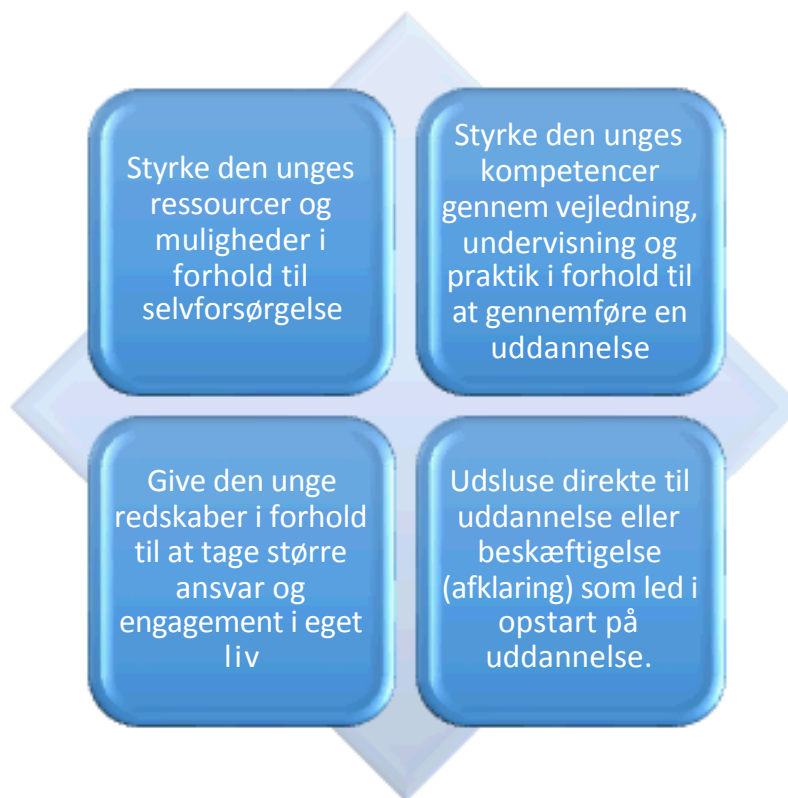 Styrke den unges
ressourcer og
muligheder i
forhold til
selvforsørgelse
Styrke den unges
kompetencer
gennem vejledning,
undervisning og
praktik i forhold til
at gennemføre en
uddannelse
Give den unge
redskaber i forhold
til at tage større
ansvar og
engagement i eget
liv
Udsluse direkte til
uddannelse eller
beskæftigelse
(afklaring) som led i
opstart på
uddannelse.